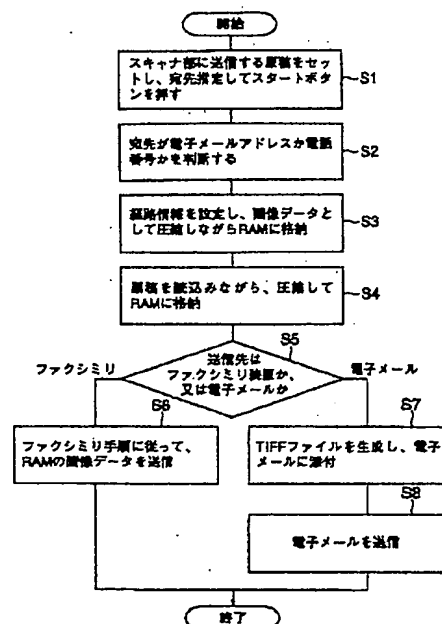 開始
スキャナ部に送信する原稿をセッ
トし、宛先指定してスタートボタ
ンを押す
S1
宛先が電子メールアドレスか電話
番号かを判断する
S2
経路情報を設定し、画像データと
して圧縮しながらRAMに格納
S3
原稿を読込みながら、圧縮して
RAMに格納
S4
S5
送信先は
ファクシミリ装置か、
又は電子メールか
ファクシミリ
電子メール
S6
ファクシミリ手順に従って、
RAMの画像データを送信
S7
TIFFファイルを生成し、電子
メールに添付
S8
電子メールを送信
終了